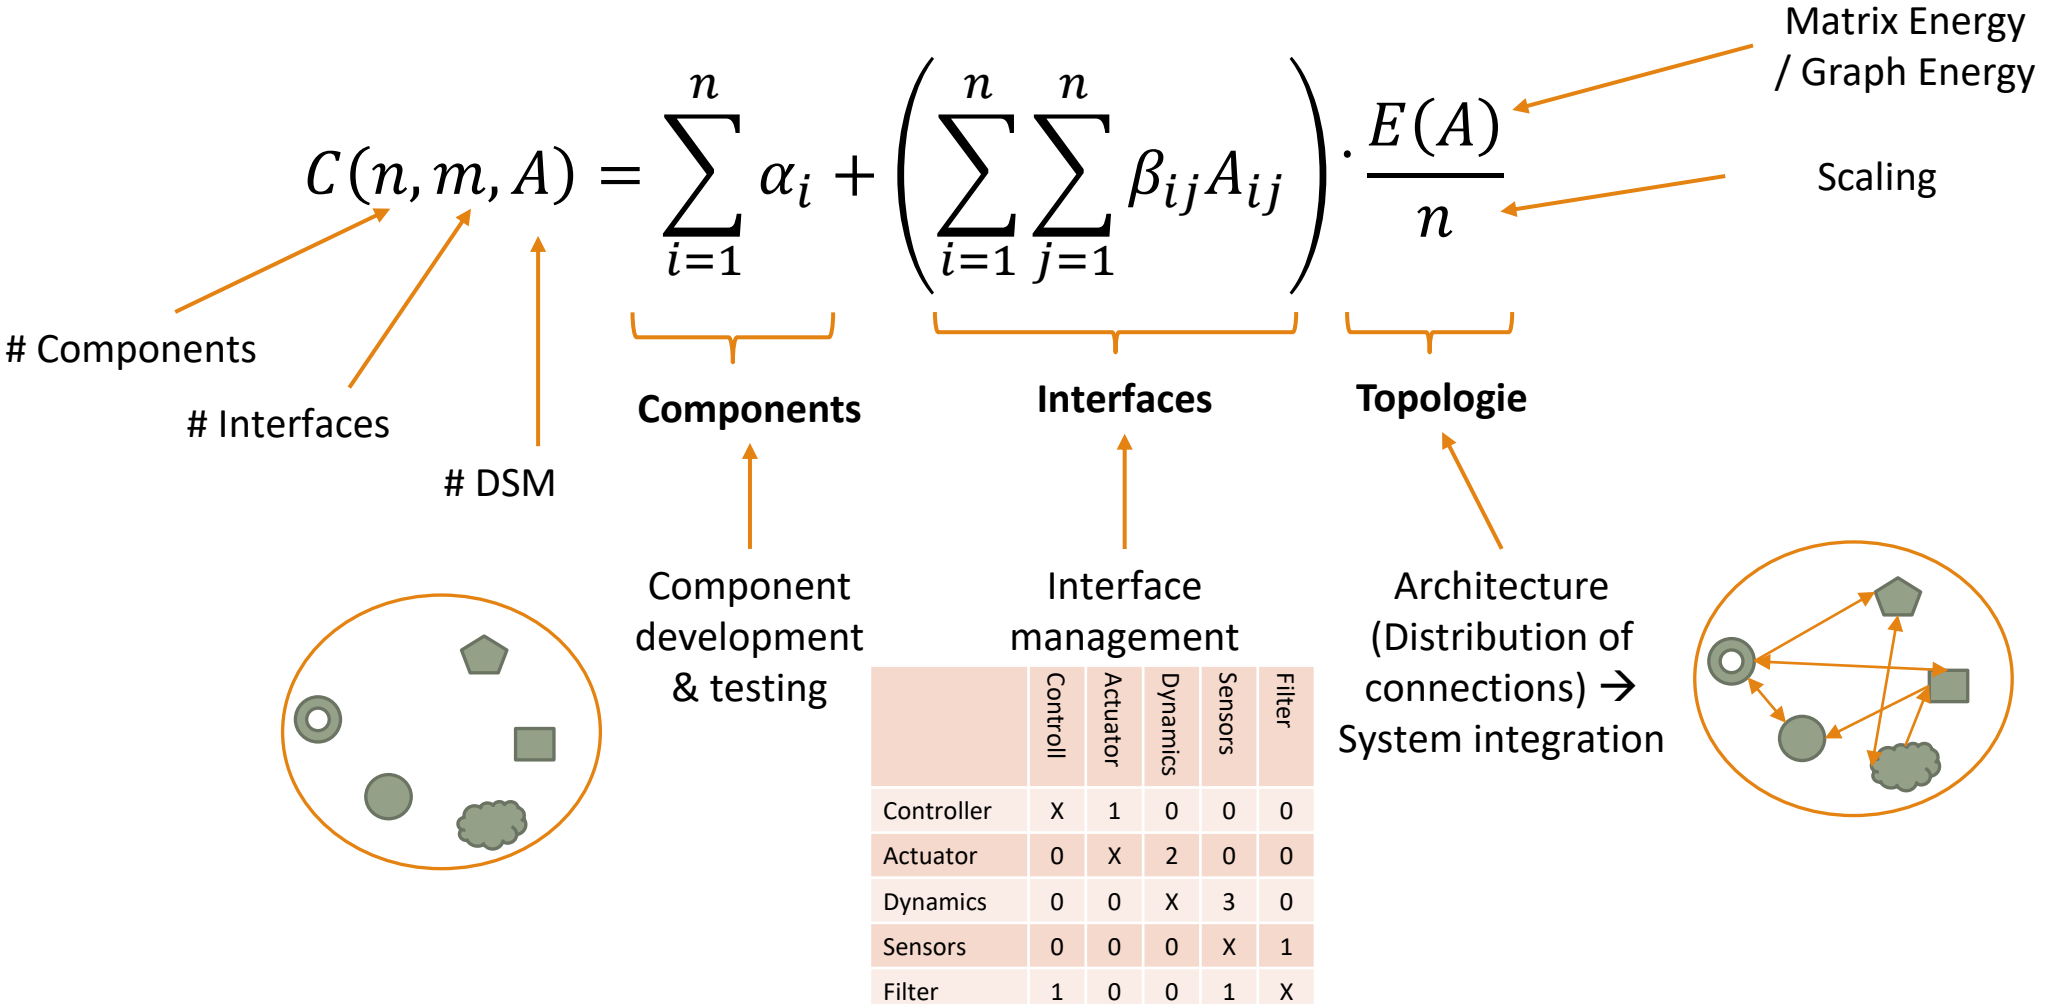 Matrix Energy
/ Graph Energy
C(n, m, A) = ∑_{i=1}^{n} α_i + ( ∑_{i=1}^{n} ∑_{j=1}^{n} β_{ij} A_{ij} ) · E(A) / n
Scaling
# Components
# Interfaces
# DSM
Components
Interfaces
Topologie
Component
development
& testing
Interface
management
Architecture
(Distribution of
connections) →
System integration
Controll Actuator Dynamics Sensors Filter
Controller X 1 0 0 0
Actuator 0 X 2 0 0
Dynamics 0 0 X 3 0
Sensors 0 0 0 X 1
Filter 1 0 0 1 X